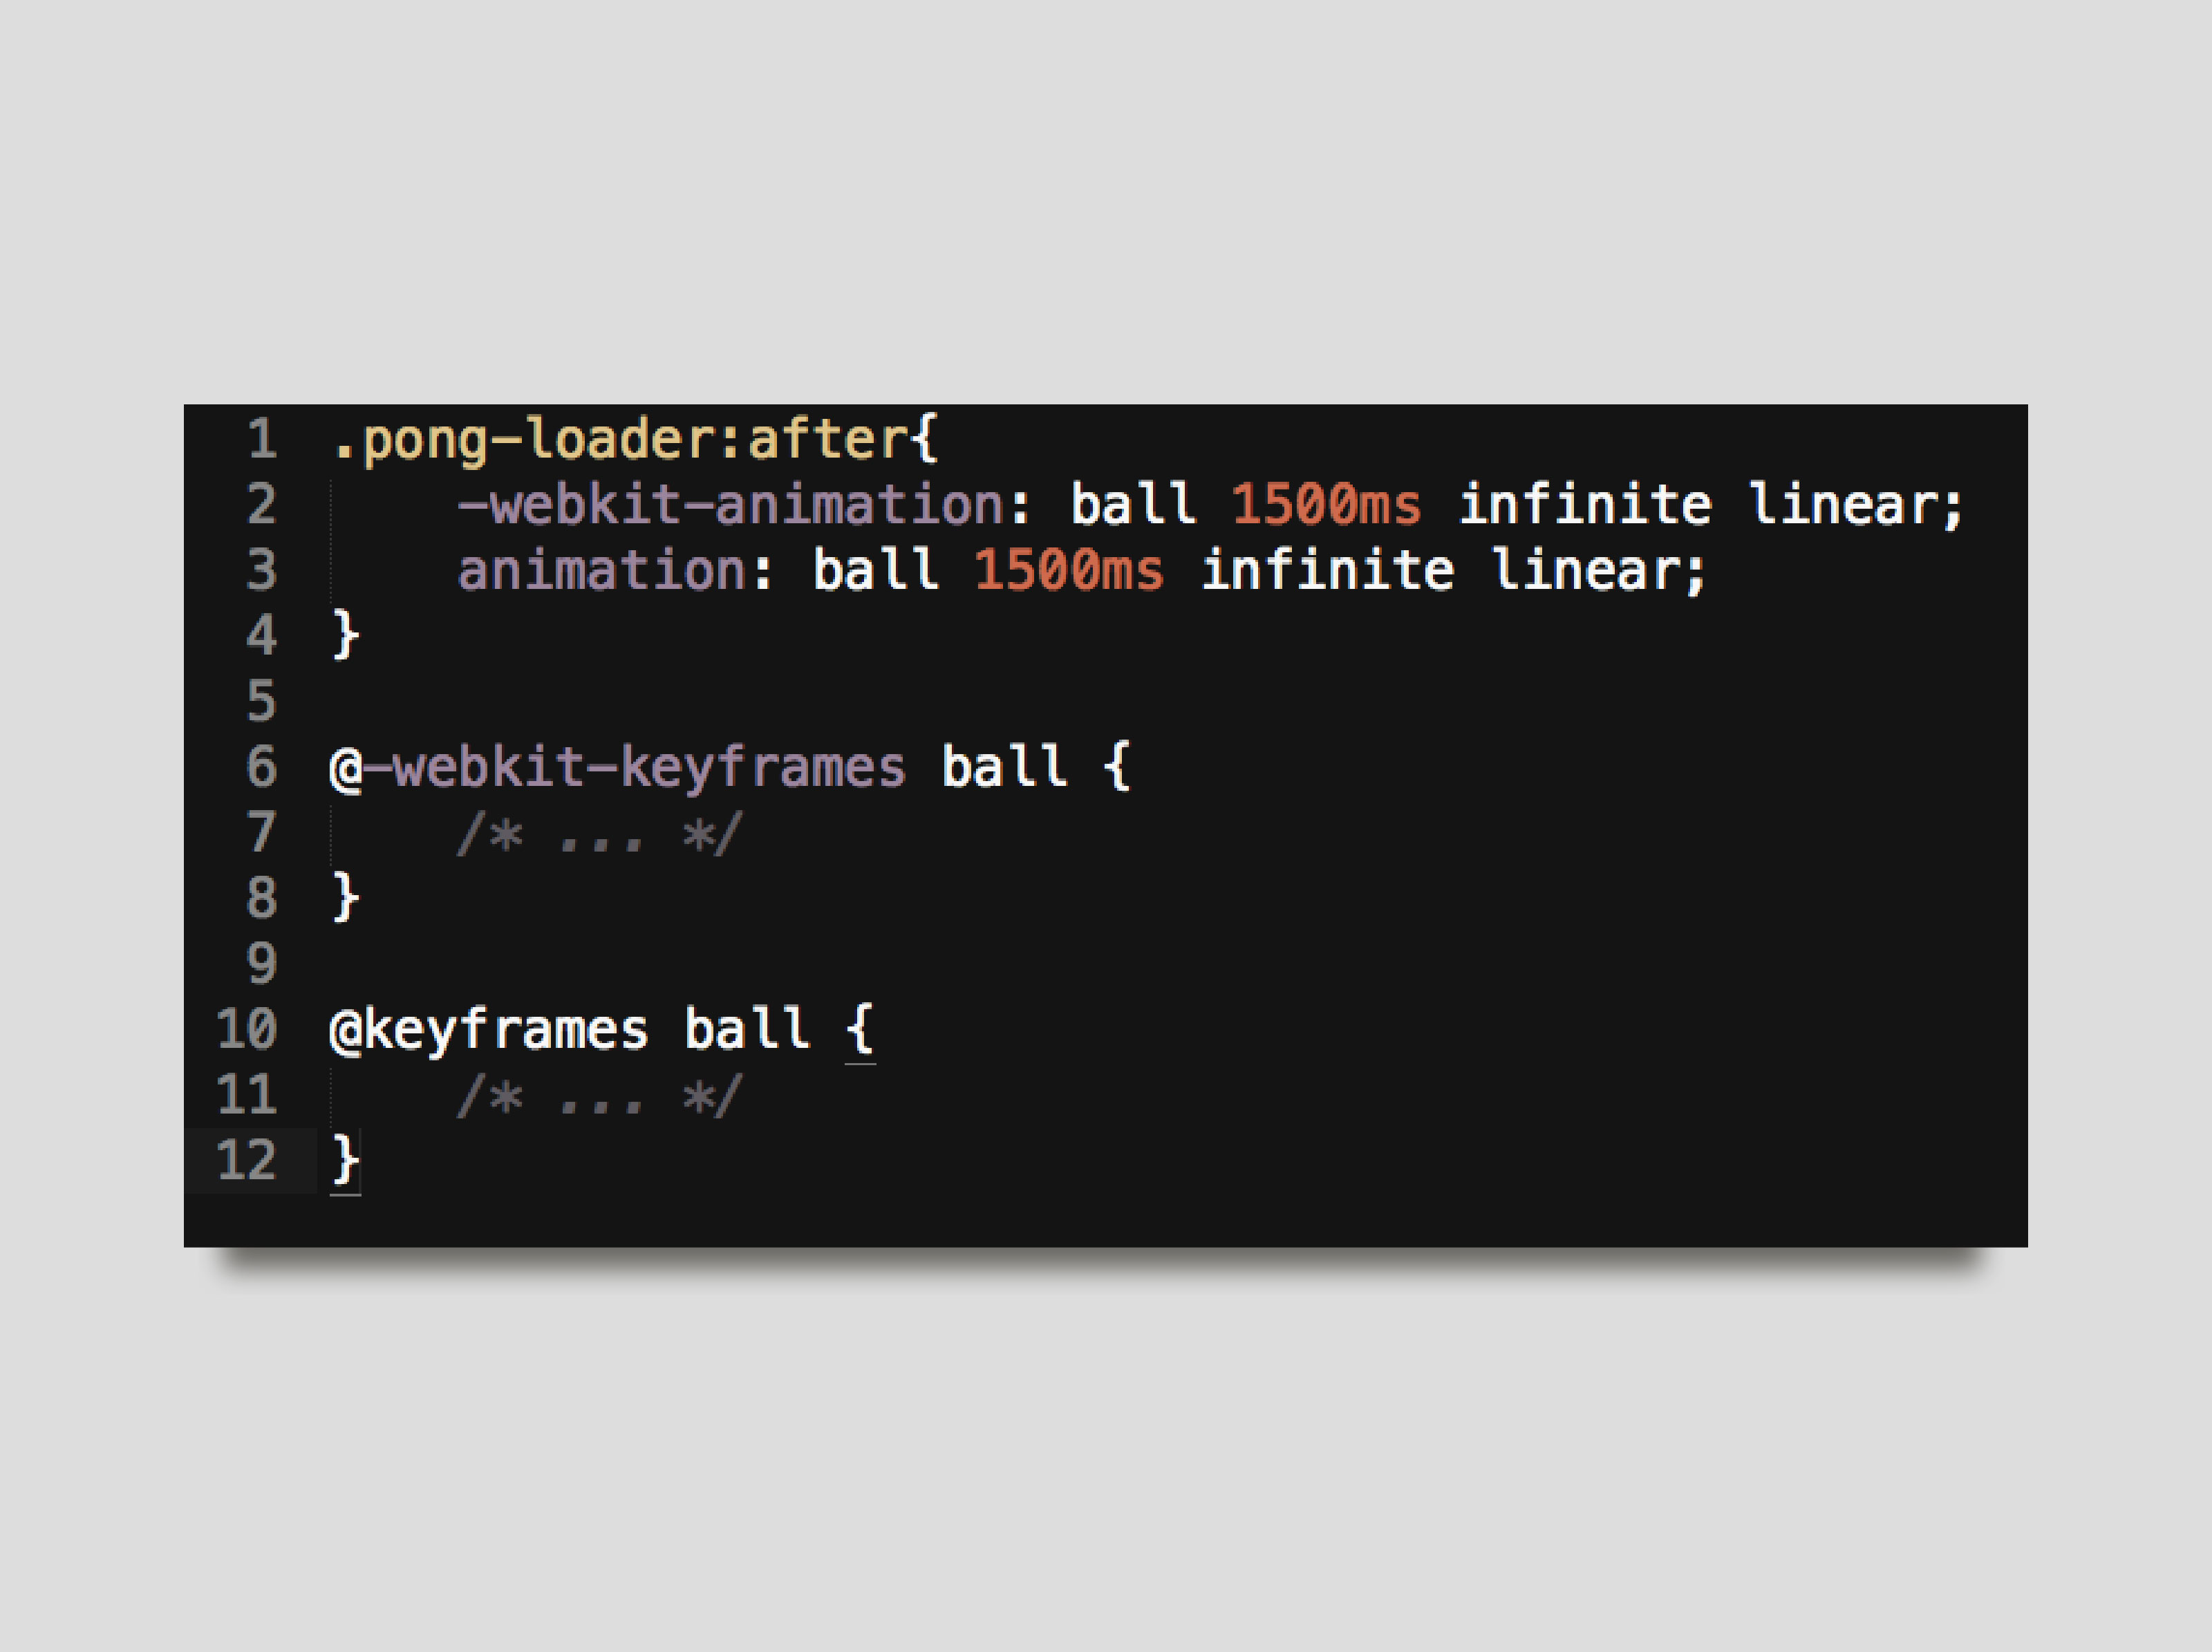 1 .pong-loader:after{
2 -webkit-animation: ball 1500ms infinite linear;
3 animation: ball 1500ms infinite linear;
4 }
5
6 @-webkit-keyframes ball {
7 /* ... */
8 }
9
10 @keyframes ball {
11 /* ... */
12 }